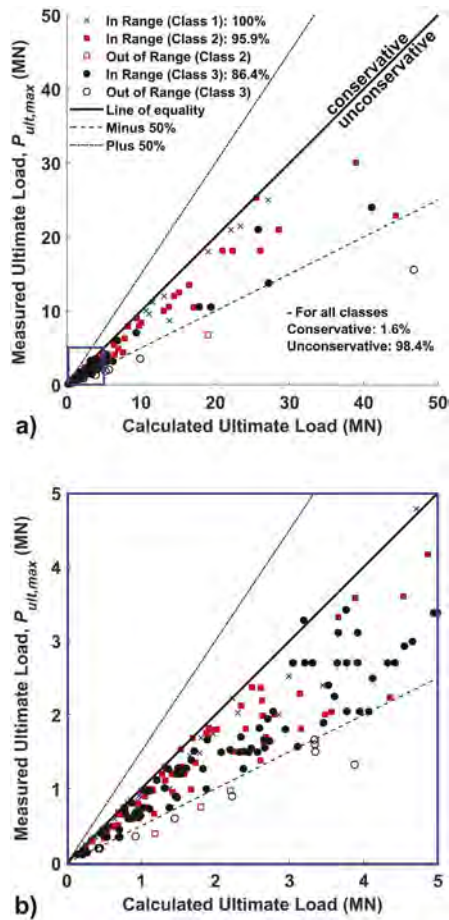 In Range (Class 1): 100%
In Range (Class 2): 95.9%
Out of Range (Class 2)
In Range (Class 3): 86.4%
Out of Range (Class 3)
Line of equality
Minus 50%
Plus 50%
conservative
unconservative
- For all classes
Conservative: 1.6%
Unconservative: 98.4%
Measured Ultimate Load, P_ult,max (MN)
50
40
30
20
10
0
0 10 20 30 40 50
Calculated Ultimate Load (MN)
a)
Measured Ultimate Load, P_ult,max (MN)
5
4
3
2
1
0
0 1 2 3 4 5
Calculated Ultimate Load (MN)
b)